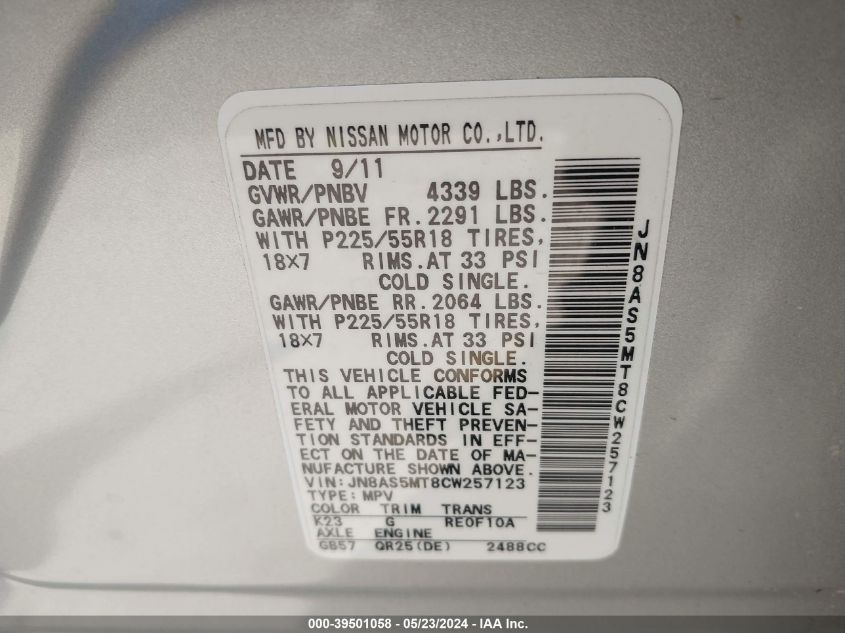 MFD BY NISSAN MOTOR CO.,LTD.
DATE 9/11
GVWR/PNBV 4339 LBS.
GAWR/PNBE FR.2291 LBS.
WITH P225/55R18 TIRES,
18X7 RIMS.AT 33 PSI
COLD SINGLE.
GAWR/PNBE RR.2064 LBS.
WITH P225/55R18 TIRES,
18X7 RIMS.AT 33 PSI
COLD SINGLE.
THIS VEHICLE CONFORMS
TO ALL APPLICABLE FED-
ERAL MOTOR VEHICLE SA-
FETY AND THEFT PREVEN-
TION STANDARDS IN EFF-
ECT ON THE DATE OF MA-
NUFACTURE SHOWN ABOVE.
VIN:JN8AS5MT8CW257123
TYPE:MPV
COLOR TRIM TRANS
K23 G RE0F10A
AXLE ENGINE
GB57 QR25(DE) 2488CC
JN8AS5MT8CW257123
000-39501058 - 05/23/2024 - IAA Inc.